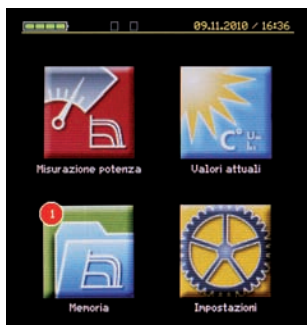 09.11.2010 / 16:36
Misurazione potenza
C°
Valori attuali
1
Memoria
Impostazioni